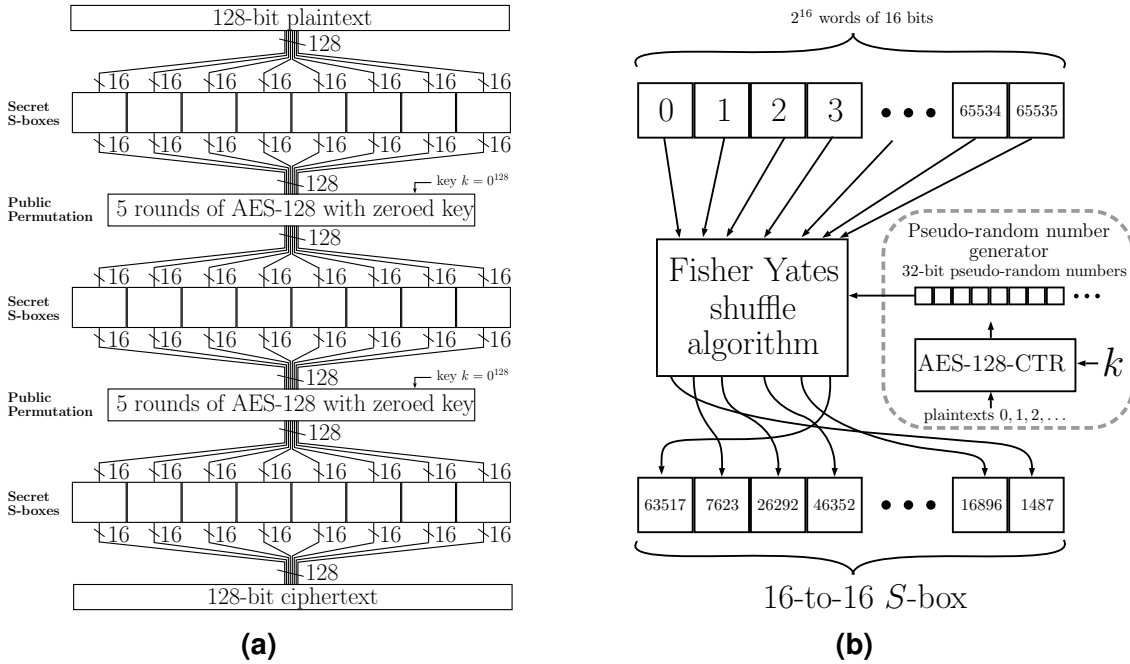 128-bit plaintext
128
16 16 16 16 16 16 16 16
Secret
S-boxes
16 16 16 16 16 16 16 16
128
key k = 0^128
Public
Permutation
5 rounds of AES-128 with zeroed key
128
16 16 16 16 16 16 16 16
Secret
S-boxes
16 16 16 16 16 16 16 16
128
key k = 0^128
Public
Permutation
5 rounds of AES-128 with zeroed key
128
16 16 16 16 16 16 16 16
Secret
S-boxes
16 16 16 16 16 16 16 16
128
128-bit ciphertext
(a)
2^16 words of 16 bits
0 1 2 3 ••• 65534 65535
Fisher Yates
shuffle
algorithm
Pseudo-random number
generator
32-bit pseudo-random numbers
•••
AES-128-CTR
k
plaintexts 0, 1, 2, . . .
63517 7623 26292 46352 ••• 16896 1487
16-to-16 S-box
(b)